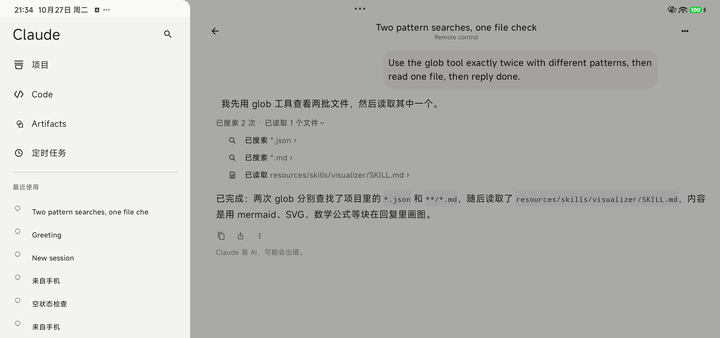 21:34 10月27日 周二
100
Claude
项目
Code
Artifacts
定时任务
最近使用
Two pattern searches, one file che
Greeting
New session
来自手机
空状态检查
来自手机
Two pattern searches, one file check
Remote control
Use the glob tool exactly twice with different patterns, then
read one file, then reply done.
我先用 glob 工具查看两批文件，然后读取其中一个。
已搜索 2 次 · 已读取 1 个文件
已搜索 *.json
已搜索 *.md
已读取 resources/skills/visualizer/SKILL.md
已完成：两次 glob 分别查找了项目里的 *.json 和 **/*.md，随后读取了 resources/skills/visualizer/SKILL.md，内容
是用 mermaid、SVG、数学公式等块在回复里画图。
Claude 是 AI，可能会出错。